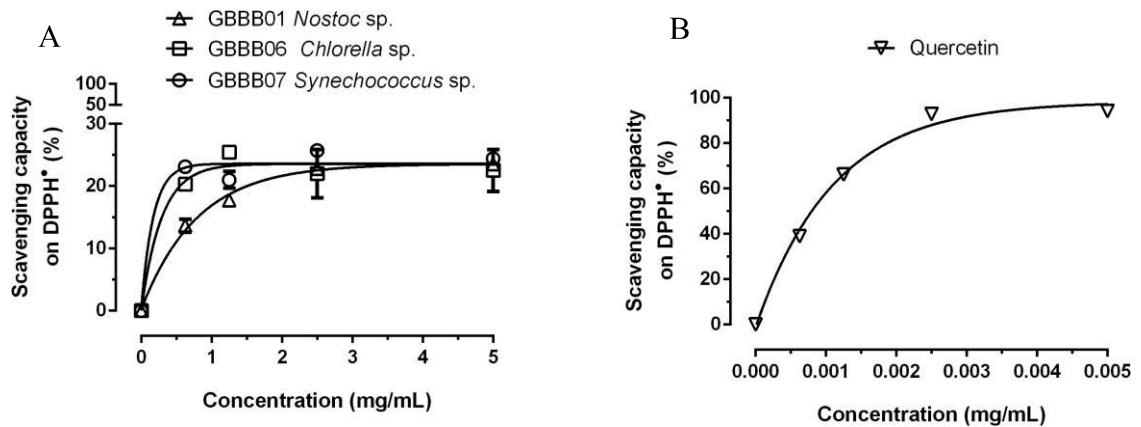 A
GBBB01 Nostoc sp.
GBBB06 Chlorella sp.
GBBB07 Synechococcus sp.
Scavenging capacity
on DPPH• (%)
100
50
30
20
10
0
0 1 2 3 4 5
Concentration (mg/mL)
B
Quercetin
Scavenging capacity
on DPPH• (%)
100
80
60
40
20
0
0.000 0.001 0.002 0.003 0.004 0.005
Concentration (mg/mL)